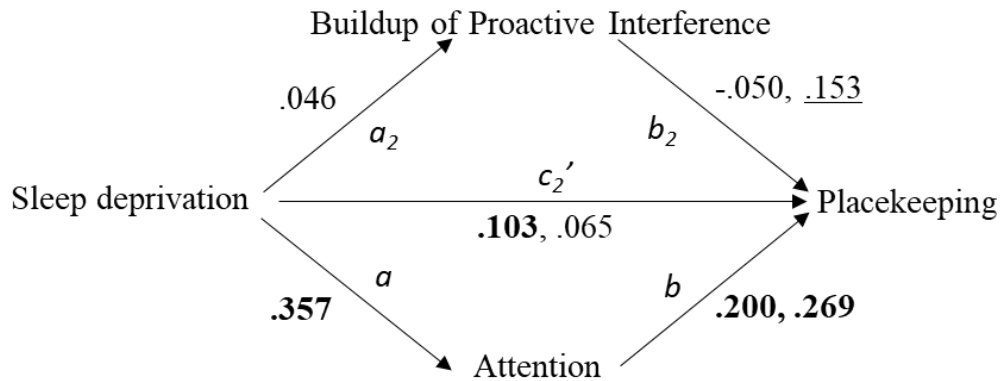 Buildup of Proactive Interference
.046
-.050, .153
a₂
b₂
c₂’
Sleep deprivation
Placekeeping
.103, .065
a
b
.357
.200, .269
Attention